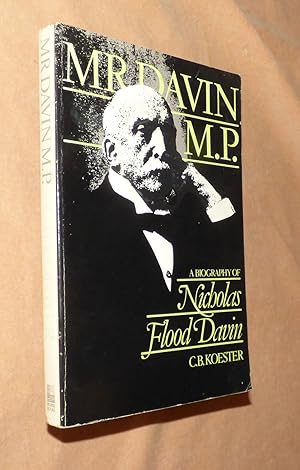 MR DAVIN
M.P.
A BIOGRAPHY OF
Nicholas
Flood Davin
C.B. KOESTER
MR DAVIN M.P.